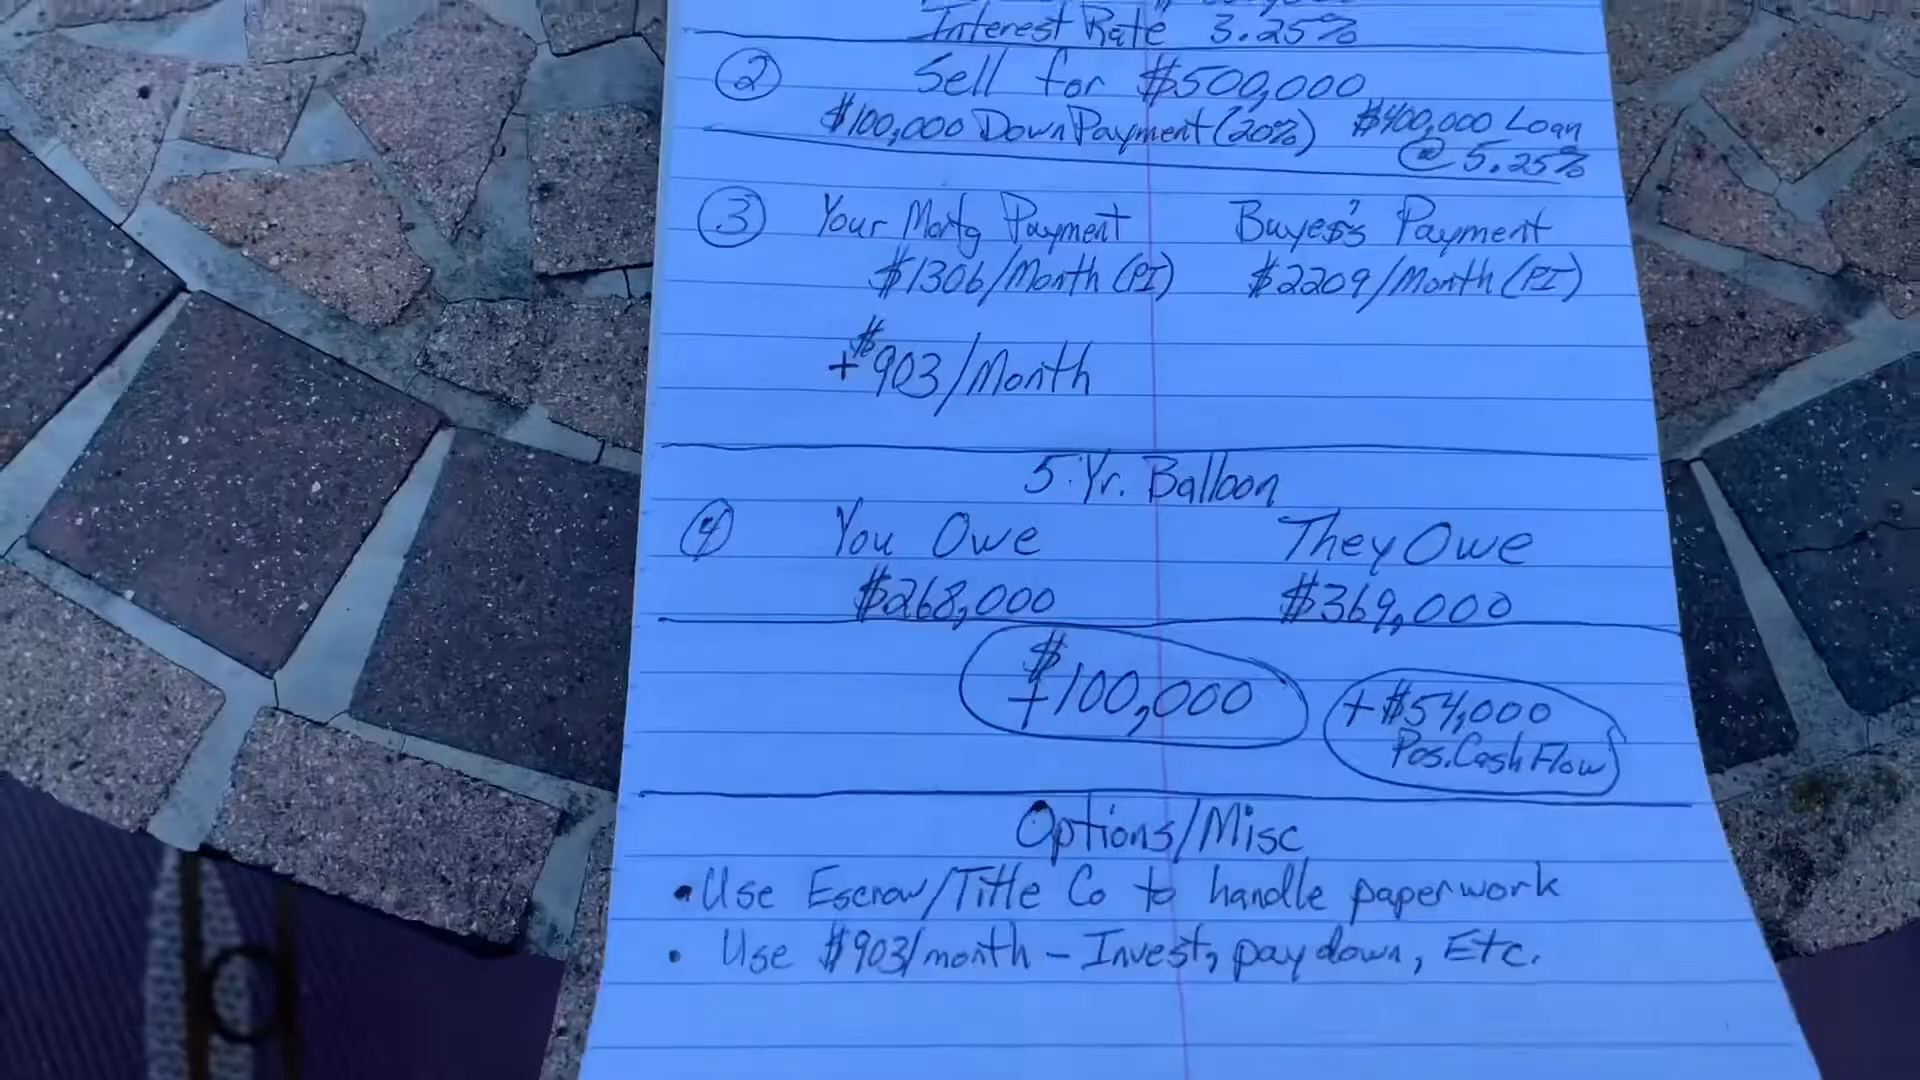 Interest Rate 3.25%
② Sell for $500,000
$100,000 Down Payment (20%) $400,000 Loan
@ 5.25%
③ Your Mortg Payment Buyer's Payment
$1306/Month (PI) $2209/Month (PI)
+$903/Month
5 Yr. Balloon
④ You Owe They Owe
$268,000 $369,000
$+100,000 +$54,000
Pos. Cash Flow
Options/Misc
• Use Escrow/Title Co to handle paperwork
• Use $903/month - Invest, pay down, Etc.